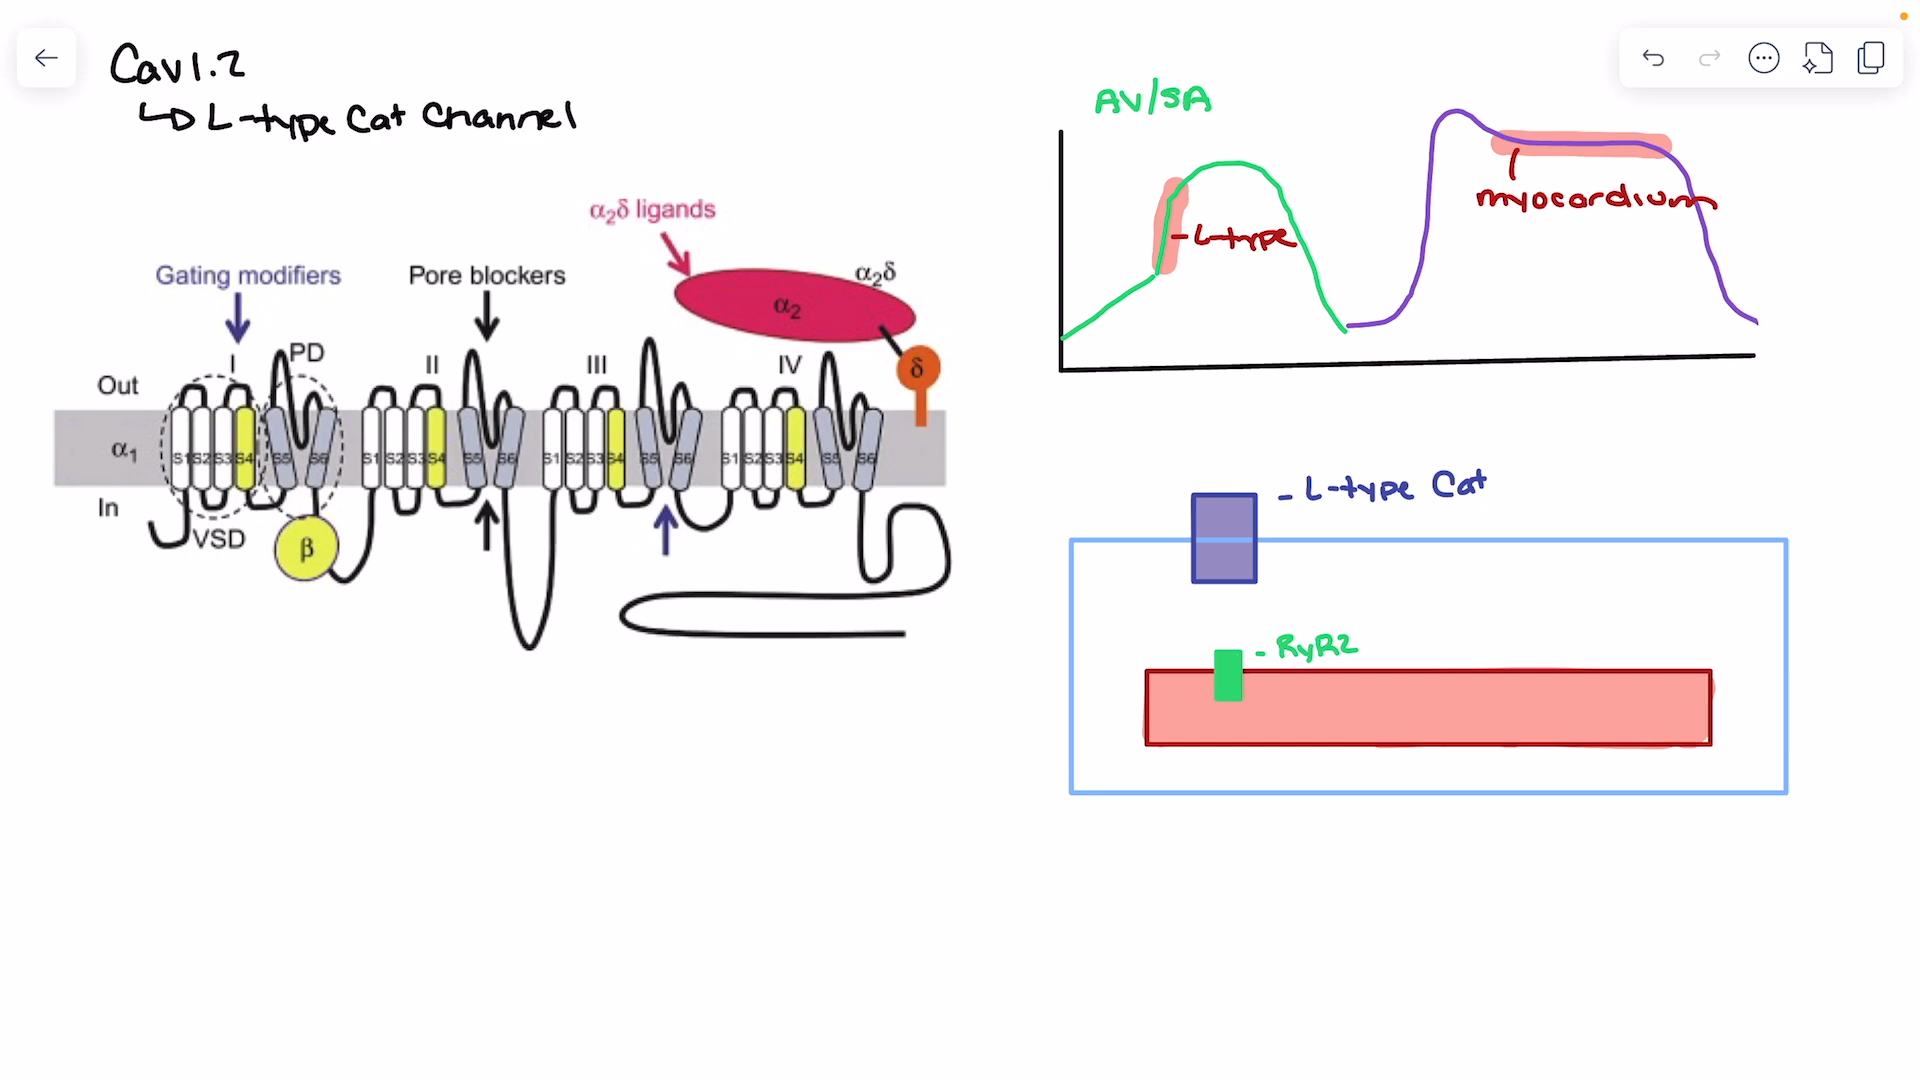 Cav1.2
↳ L-type Cat Channel
α2δ ligands
Gating modifiers
Pore blockers
α2δ
α2
δ
I
PD
II
III
IV
Out
α1
S1 S2 S3 S4 S5 S6
S1 S2 S3 S4 S5 S6
S1 S2 S3 S4 S5 S6
S1 S2 S3 S4 S5 S6
In
VSD
β
AV/SA
- L-type
myocardium
- L-type Cat
- RyR2